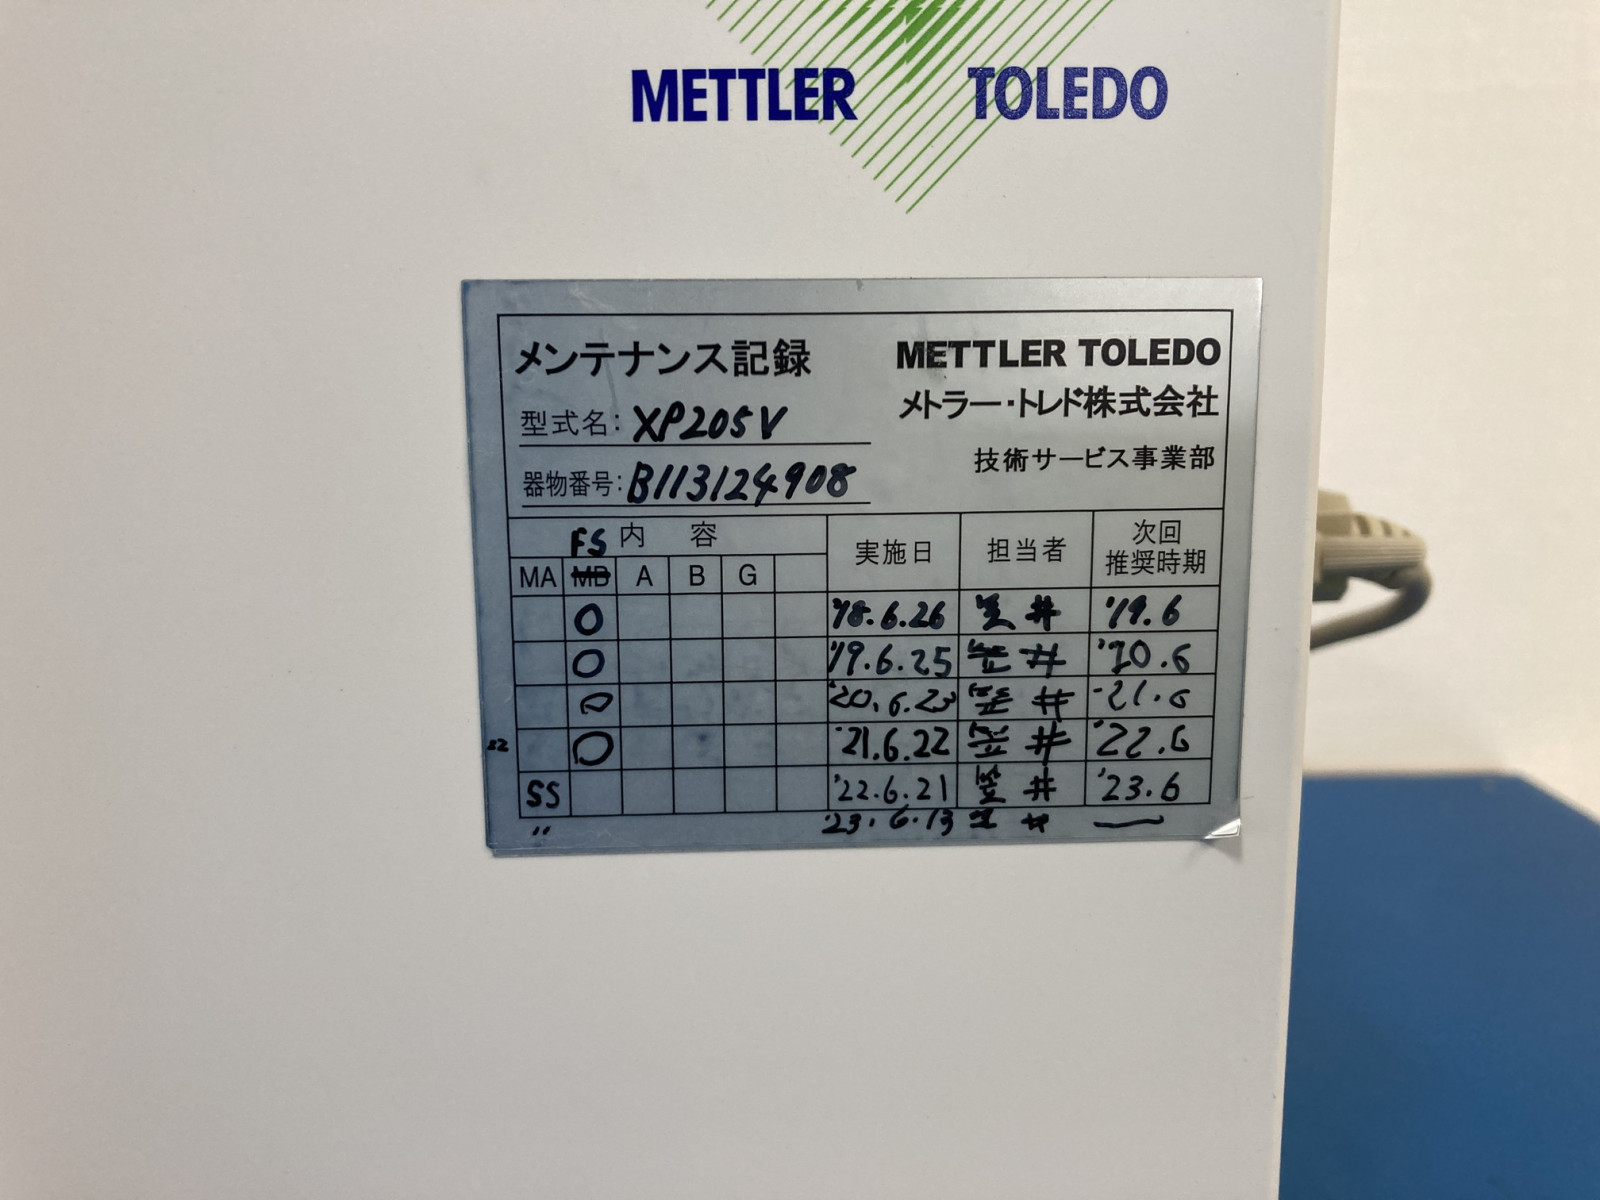 METTLER TOLEDO
メンテナンス記録
METTLER TOLEDO
メトラー・トレド株式会社
技術サービス事業部
型式名: XP205V
器物番号: B113124908
FS 内 容 実施日 担当者 次回推奨時期
MA MB A B G
O '18.6.26 笠井 '19.6
O '19.6.25 笠井 '20.6
O '20.6.23 笠井 '21.6
O '21.6.22 笠井 '22.6
SS '22.6.21 笠井 '23.6
〃 '23.6.13 笠井 —